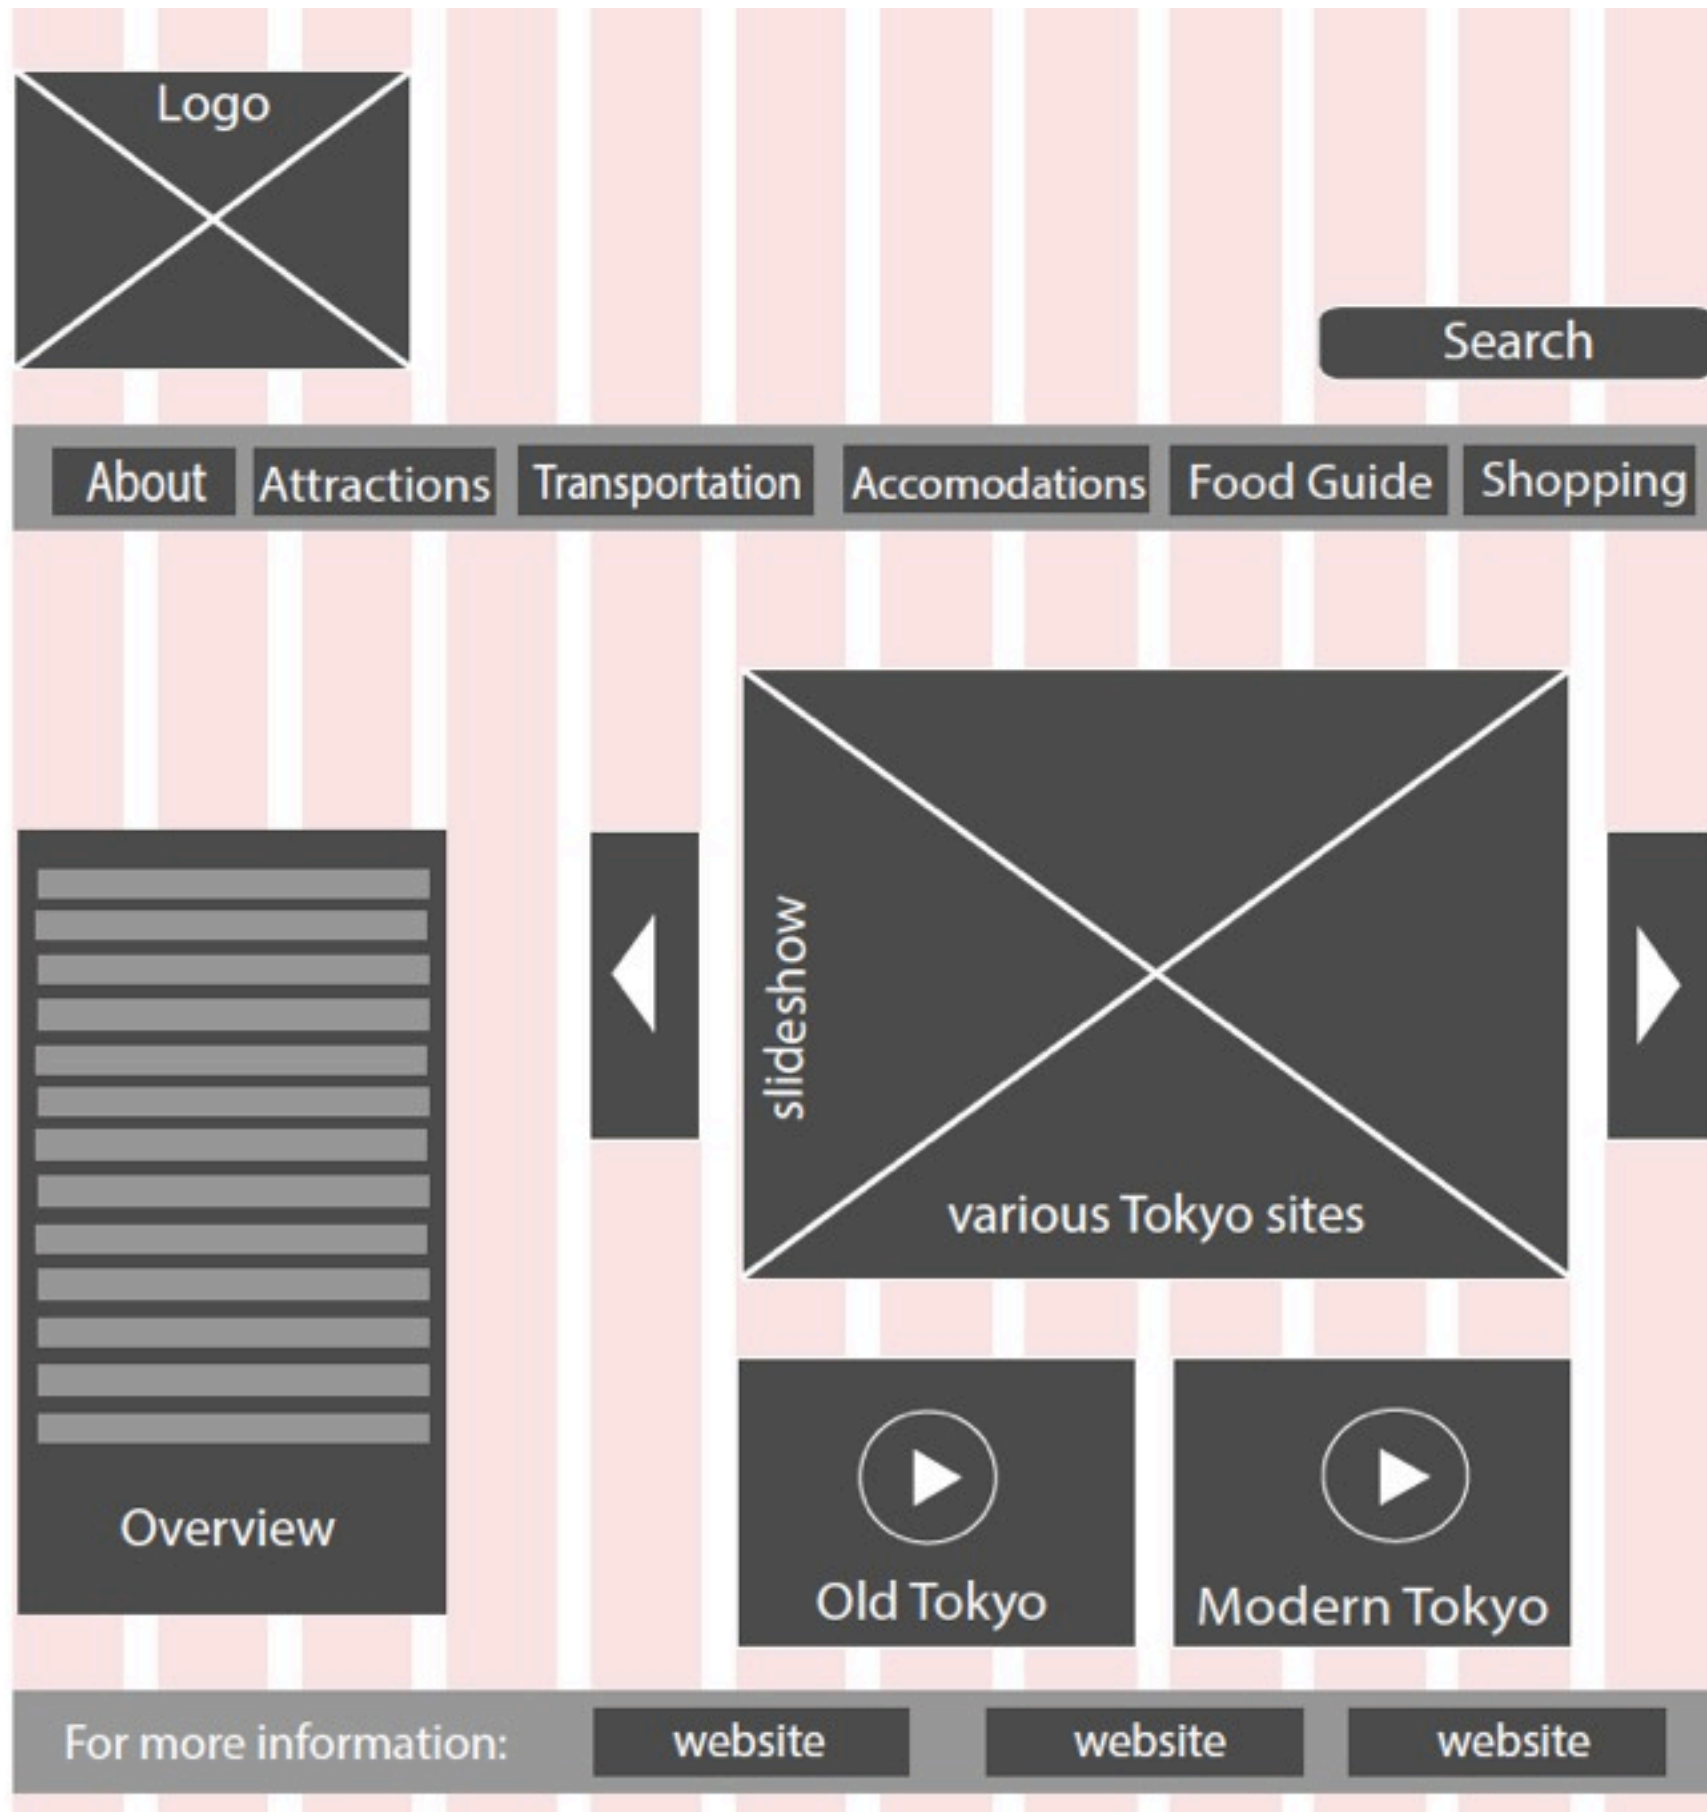 Logo
Search
About
Attractions
Transportation
Accomodations
Food Guide
Shopping
slideshow
various Tokyo sites
Overview
Old Tokyo
Modern Tokyo
For more information:
website
website
website